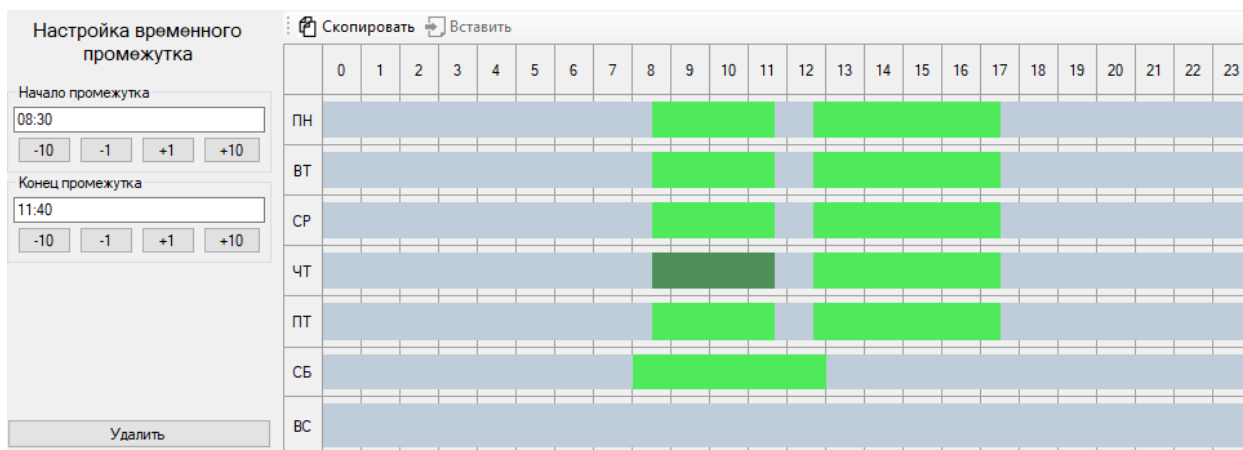 Настройка временного
промежутка
Начало промежутка
08:30
-10 -1 +1 +10
Конец промежутка
11:40
-10 -1 +1 +10
Удалить
Скопировать Вставить
0 1 2 3 4 5 6 7 8 9 10 11 12 13 14 15 16 17 18 19 20 21 22 23
ПН
ВТ
СР
ЧТ
ПТ
СБ
ВС